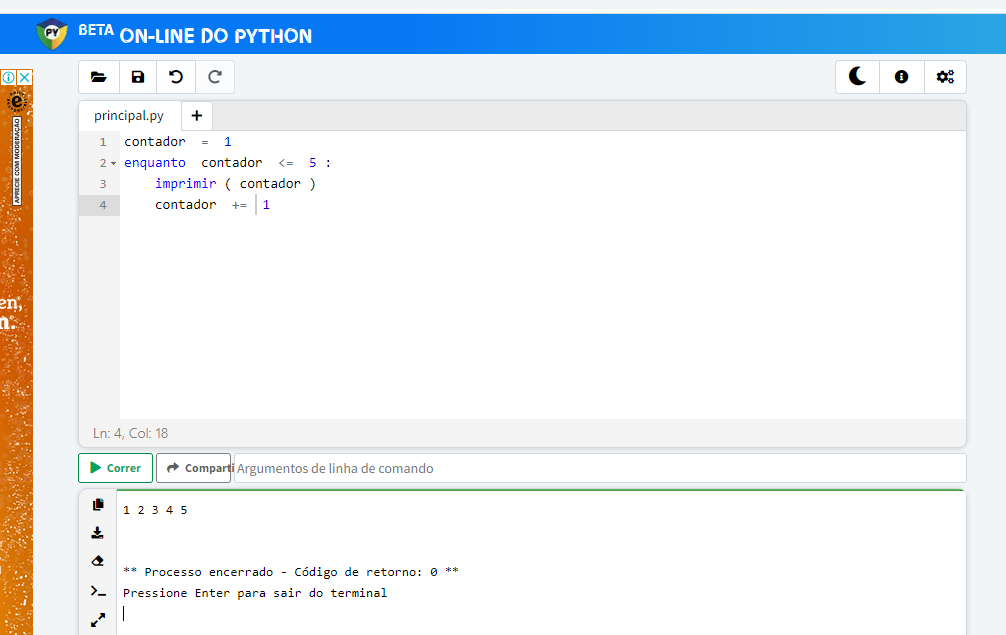 BETA ON-LINE DO PYTHON
APRECIE COM MODERAÇÃO
principal.py +
1 contador = 1
2 enquanto contador <= 5 :
3 imprimir ( contador )
4 contador += 1
en,
n.
Ln: 4, Col: 18
Correr Comparti Argumentos de linha de comando
1 2 3 4 5
** Processo encerrado - Código de retorno: 0 **
Pressione Enter para sair do terminal